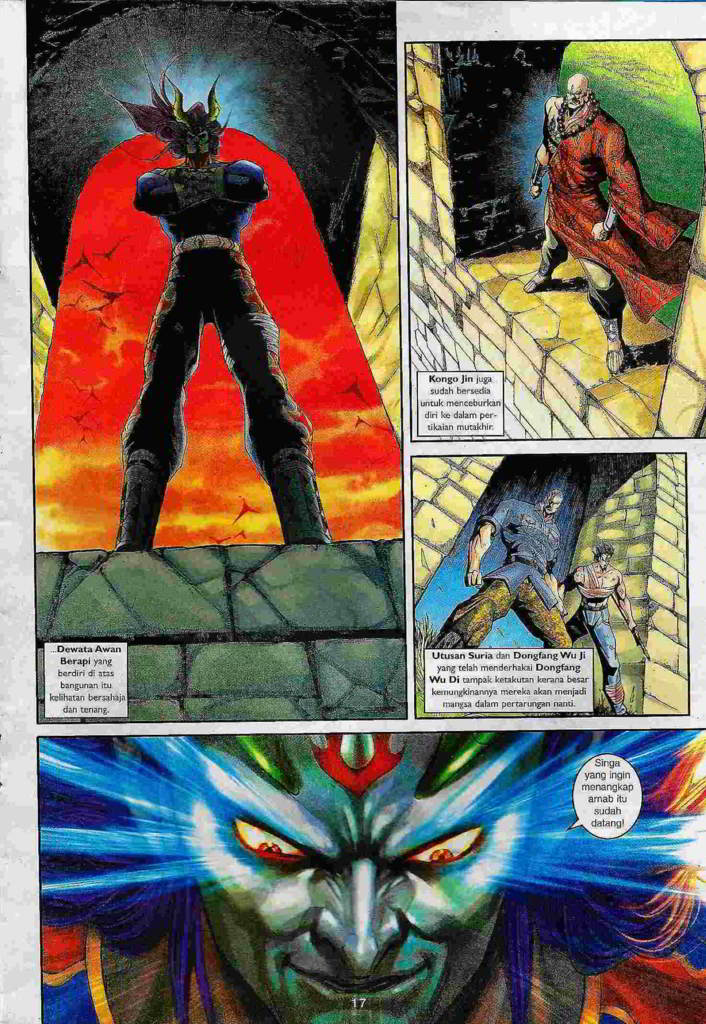 ...Dewata Awan
Berapi yang
berdiri di atas
bangunan itu
kelihatan bersahaja
dan tenang.
Kongo Jin juga
sudah bersedia
untuk menceburkan
diri ke dalam per-
tikaian mutakhir.
Utusan Suria dan Dongfang Wu Ji
yang telah menderhakai Dongfang
Wu Di tampak ketakutan kerana besar
kemungkinannya mereka akan menjadi
mangsa dalam pertarungan nanti.
Singa
yang ingin
menangkap
arnab itu
sudah
datang!
17